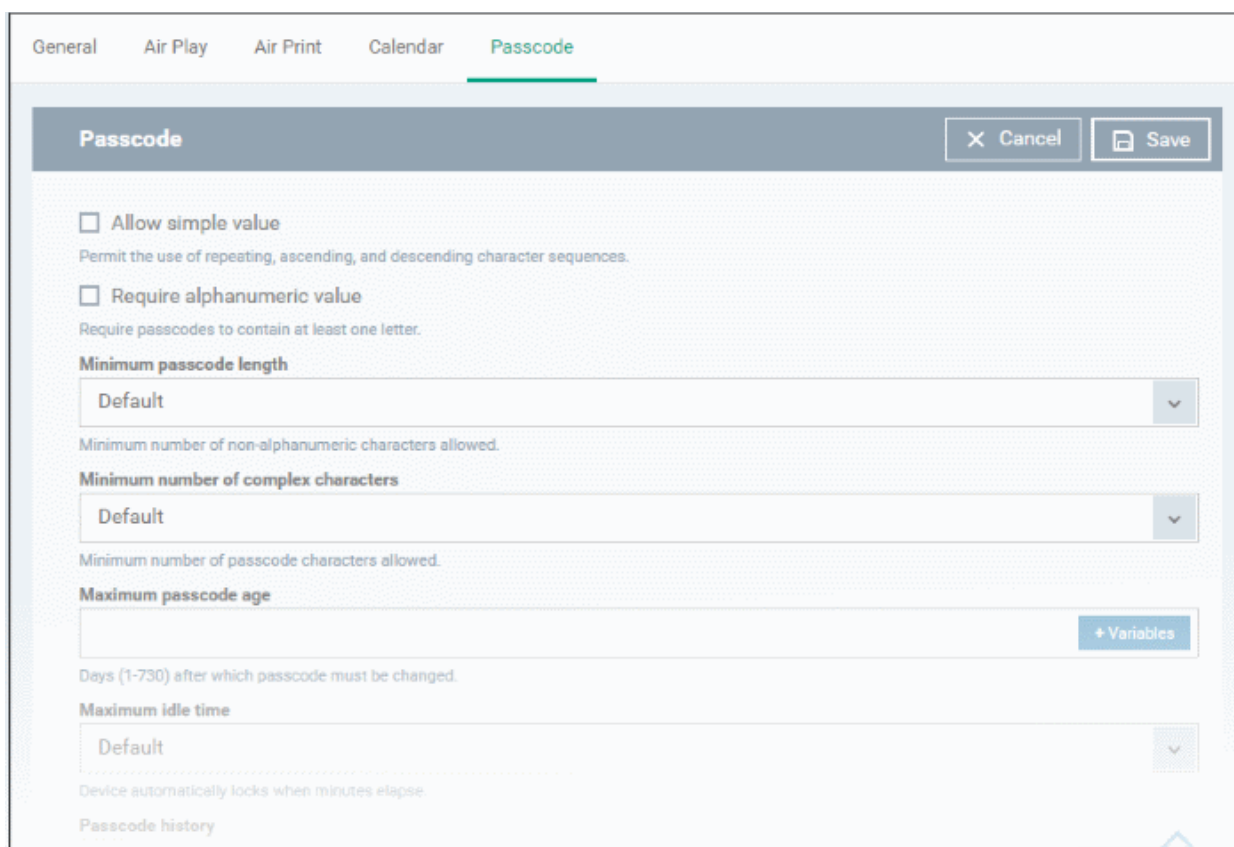 General Air Play Air Print Calendar Passcode
Passcode Cancel Save
Allow simple value
Permit the use of repeating, ascending, and descending character sequences.
Require alphanumeric value
Require passcodes to contain at least one letter.
Minimum passcode length
Default
Minimum number of non-alphanumeric characters allowed.
Minimum number of complex characters
Default
Minimum number of passcode characters allowed.
Maximum passcode age
+ Variables
Days (1-730) after which passcode must be changed.
Maximum idle time
Default
Device automatically locks when minutes elapse.
Passcode history